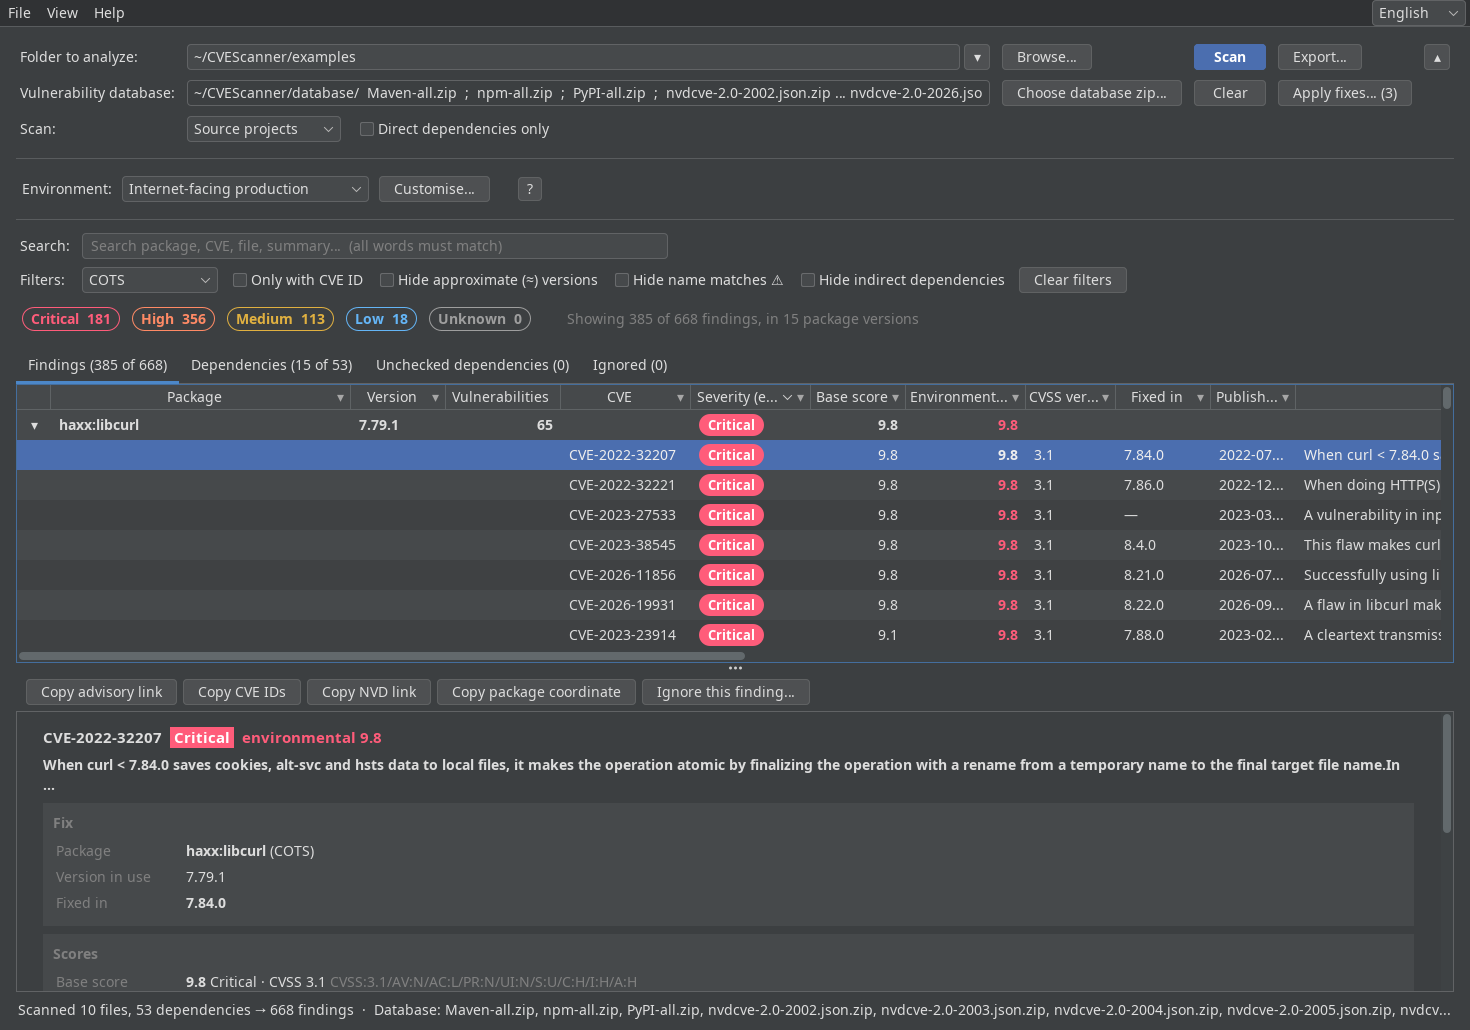 File View Help English
Folder to analyze: ~/CVEScanner/examples ▾ Browse... Scan Export... ▴
Vulnerability database: ~/CVEScanner/database/ Maven-all.zip ; npm-all.zip ; PyPI-all.zip ; nvdcve-2.0-2002.json.zip ... nvdcve-2.0-2026.jso Choose database zip... Clear Apply fixes... (3)
Scan: Source projects Direct dependencies only
Environment: Internet-facing production Customise... ?
Search: Search package, CVE, file, summary... (all words must match)
Filters: COTS Only with CVE ID Hide approximate (≈) versions Hide name matches ⚠ Hide indirect dependencies Clear filters
Critical 181 High 356 Medium 113 Low 18 Unknown 0 Showing 385 of 668 findings, in 15 package versions
Findings (385 of 668) Dependencies (15 of 53) Unchecked dependencies (0) Ignored (0)
Package ▾ Version ▾ Vulnerabilities CVE ▾ Severity (e... ▾ Base score ▾ Environment... ▾ CVSS ver... ▾ Fixed in ▾ Publish... ▾
▾ haxx:libcurl 7.79.1 65 Critical 9.8 9.8
CVE-2022-32207 Critical 9.8 9.8 3.1 7.84.0 2022-07... When curl < 7.84.0 s
CVE-2022-32221 Critical 9.8 9.8 3.1 7.86.0 2022-12... When doing HTTP(S)
CVE-2023-27533 Critical 9.8 9.8 3.1 — 2023-03... A vulnerability in inp
CVE-2023-38545 Critical 9.8 9.8 3.1 8.4.0 2023-10... This flaw makes curl
CVE-2026-11856 Critical 9.8 9.8 3.1 8.21.0 2026-07... Successfully using li
CVE-2026-19931 Critical 9.8 9.8 3.1 8.22.0 2026-09... A flaw in libcurl mak
CVE-2023-23914 Critical 9.1 9.8 3.1 7.88.0 2023-02... A cleartext transmiss
Copy advisory link Copy CVE IDs Copy NVD link Copy package coordinate Ignore this finding...
CVE-2022-32207 Critical environmental 9.8
When curl < 7.84.0 saves cookies, alt-svc and hsts data to local files, it makes the operation atomic by finalizing the operation with a rename from a temporary name to the final target file name.In
...
Fix
Package haxx:libcurl (COTS)
Version in use 7.79.1
Fixed in 7.84.0
Scores
Base score 9.8 Critical · CVSS 3.1 CVSS:3.1/AV:N/AC:L/PR:N/UI:N/S:U/C:H/I:H/A:H
Scanned 10 files, 53 dependencies → 668 findings · Database: Maven-all.zip, npm-all.zip, PyPI-all.zip, nvdcve-2.0-2002.json.zip, nvdcve-2.0-2003.json.zip, nvdcve-2.0-2004.json.zip, nvdcve-2.0-2005.json.zip, nvdcv...